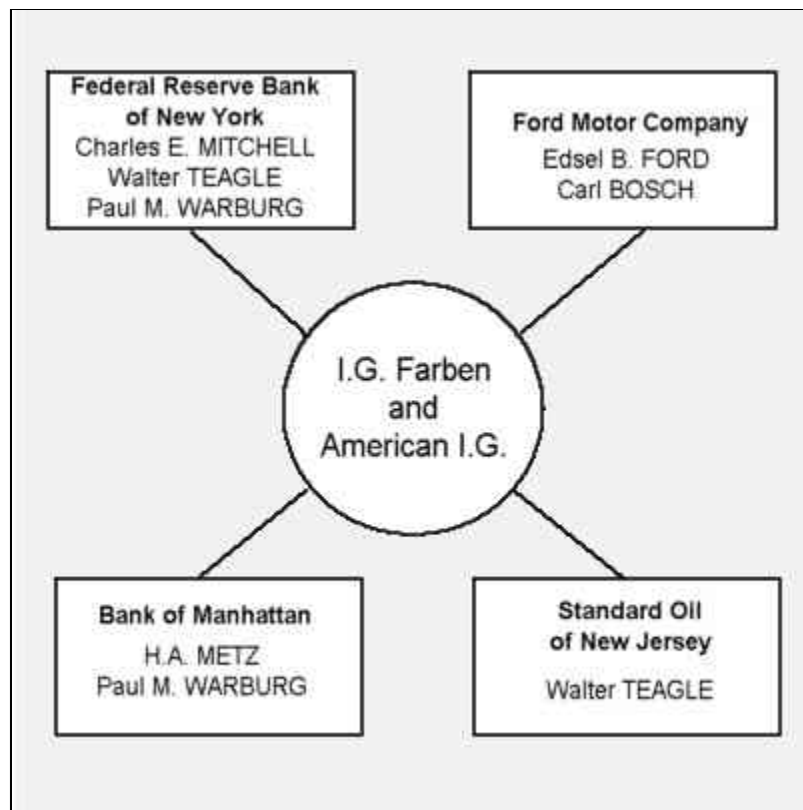 Federal Reserve Bank
of New York
Charles E. MITCHELL
Walter TEAGLE
Paul M. WARBURG
Ford Motor Company
Edsel B. FORD
Carl BOSCH
I.G. Farben
and
American I.G.
Bank of Manhattan
H.A. METZ
Paul M. WARBURG
Standard Oil
of New Jersey
Walter TEAGLE